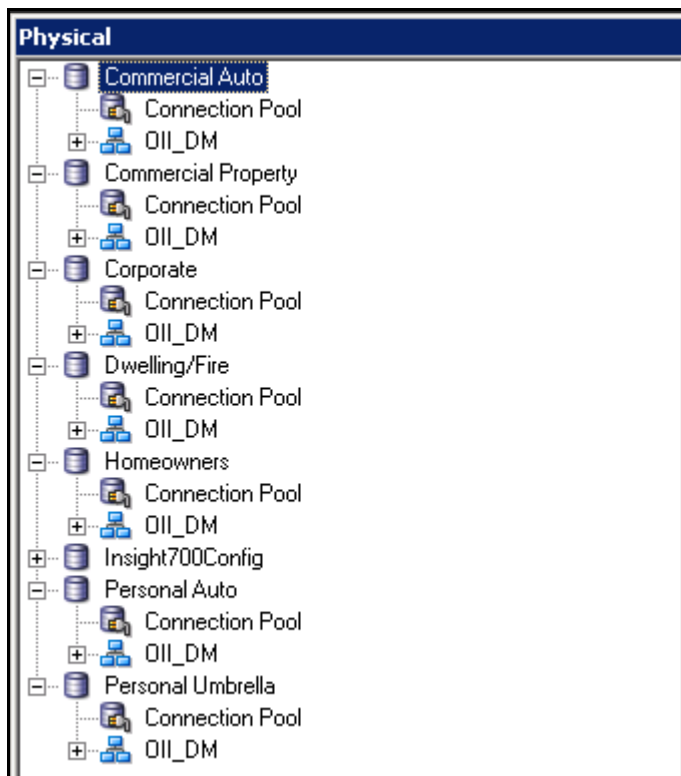 Physical
Commercial Auto
Connection Pool
OII_DM
Commercial Property
Connection Pool
OII_DM
Corporate
Connection Pool
OII_DM
Dwelling/Fire
Connection Pool
OII_DM
Homeowners
Connection Pool
OII_DM
Insight700Config
Personal Auto
Connection Pool
OII_DM
Personal Umbrella
Connection Pool
OII_DM